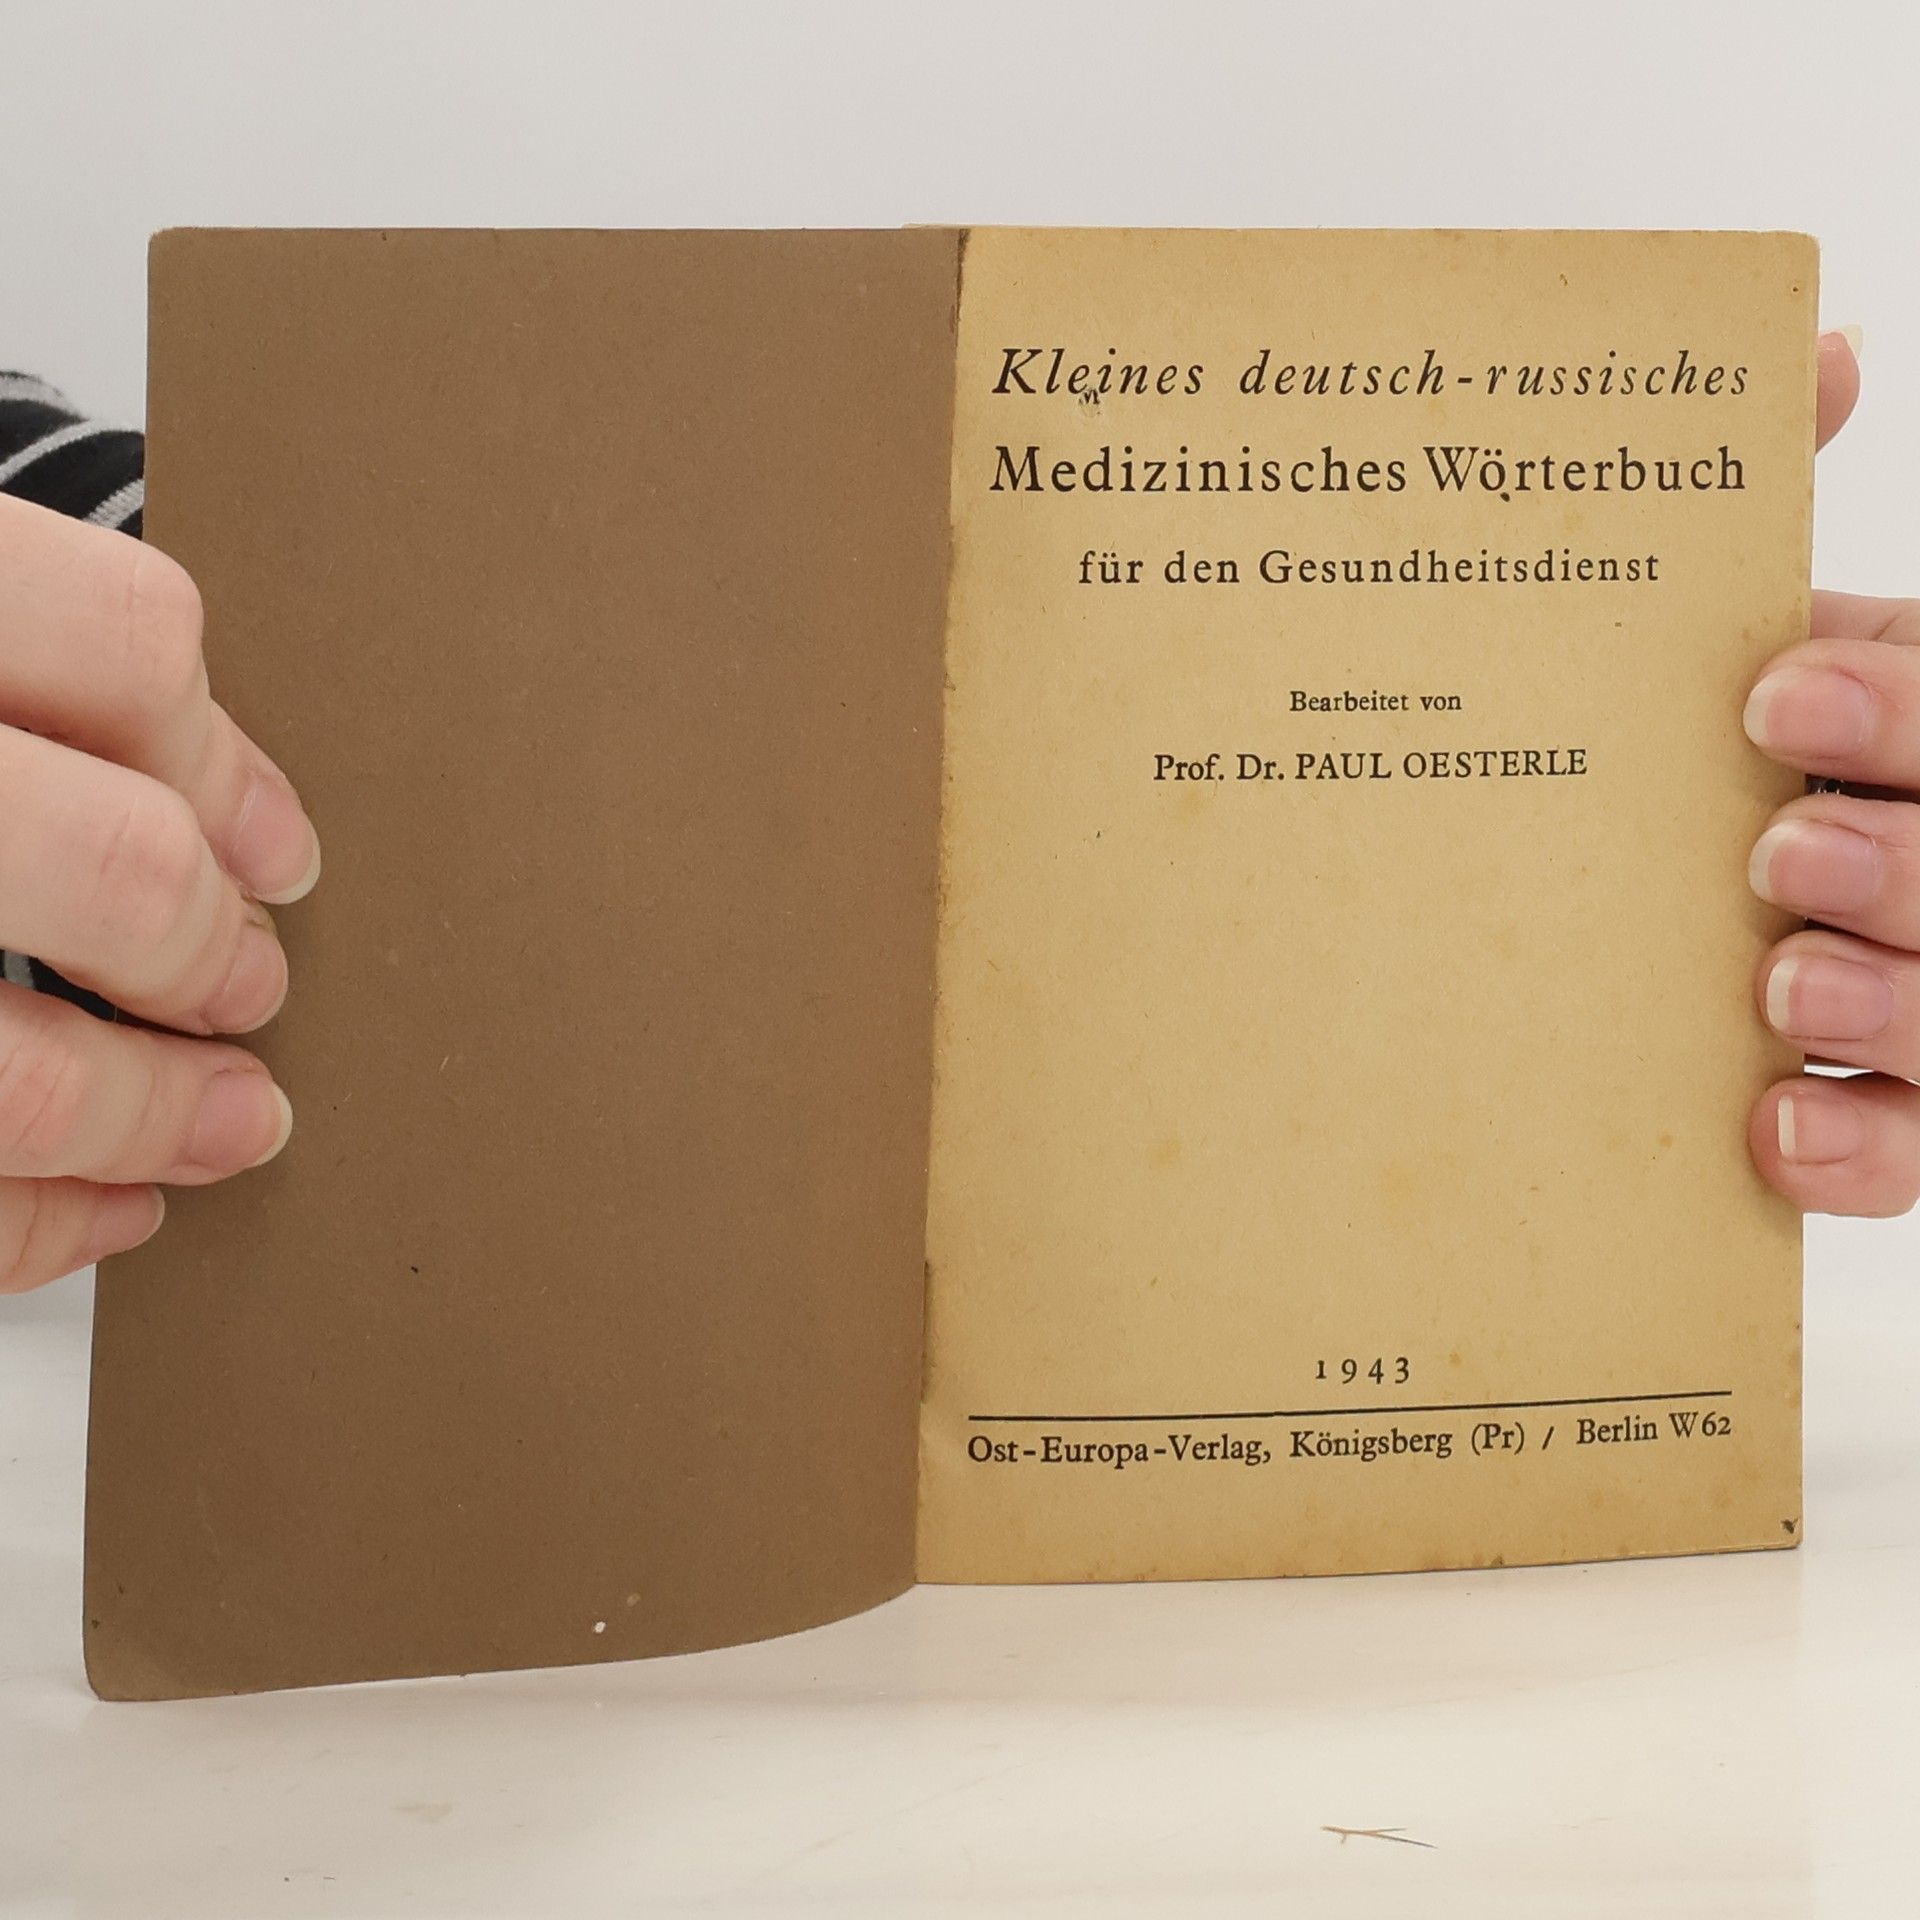 Kleines deutsch-russisches
Medizinisches Wörterbuch
für den Gesundheitsdienst
Bearbeitet von
Prof. Dr. PAUL OESTERLE
1943
Ost-Europa-Verlag, Königsberg (Pr) / Berlin W 62